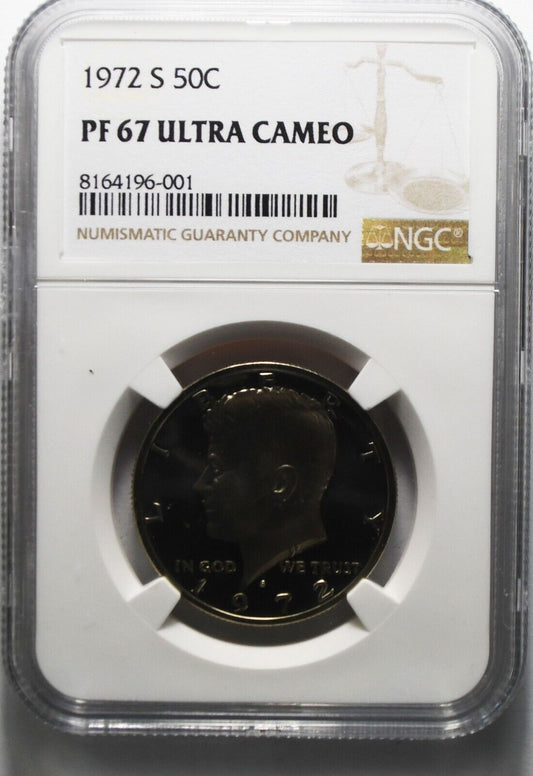 1972 S 50C
PF 67 ULTRA CAMEO
8164196-001
NUMISMATIC GUARANTY COMPANY
NGC®
LIBERTY
IN GOD WE TRUST
S
1972